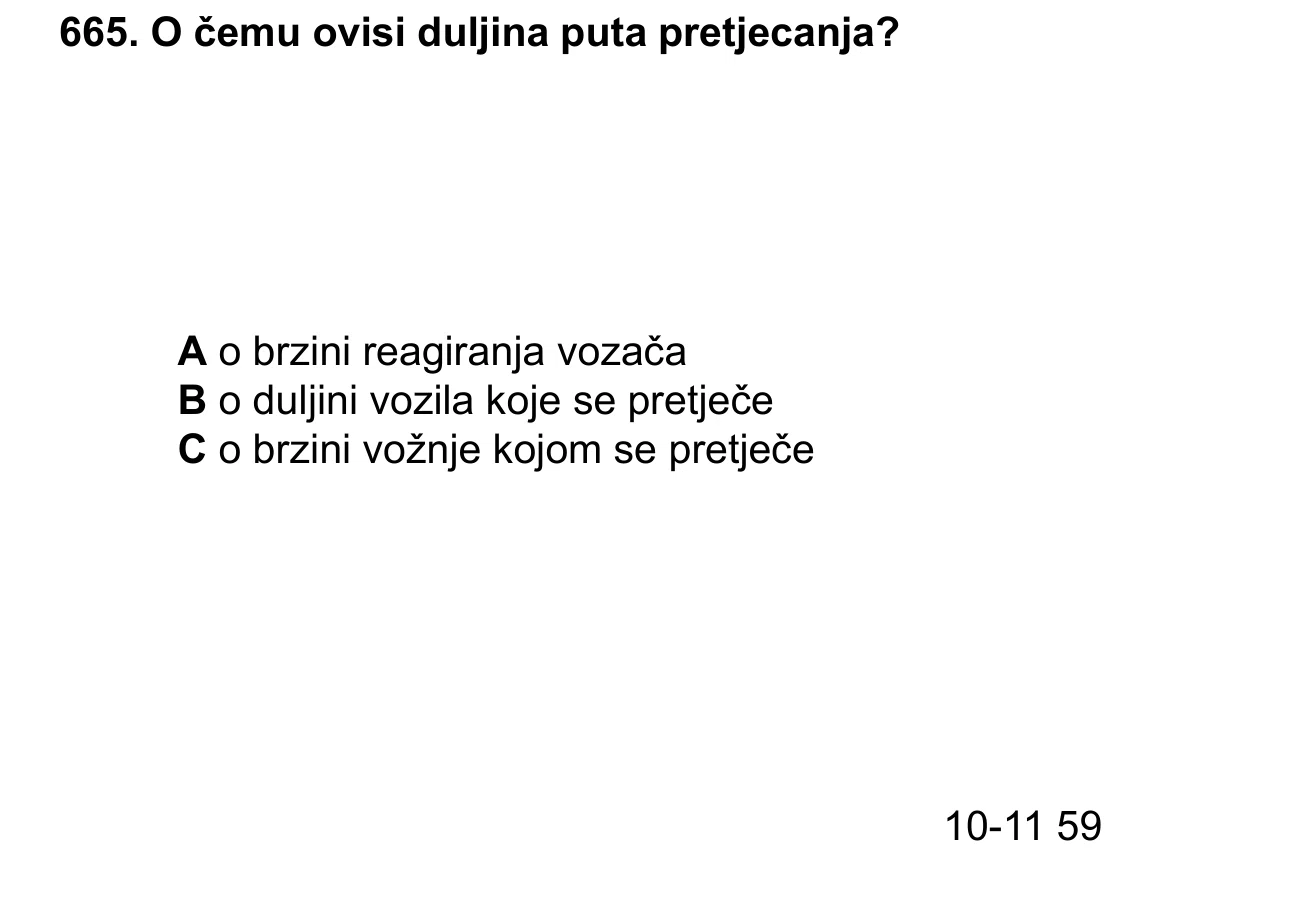 665. O čemu ovisi duljina puta pretjecanja?
A o brzini reagiranja vozača
B o duljini vozila koje se pretječe
C o brzini vožnje kojom se pretječe
10-11 59